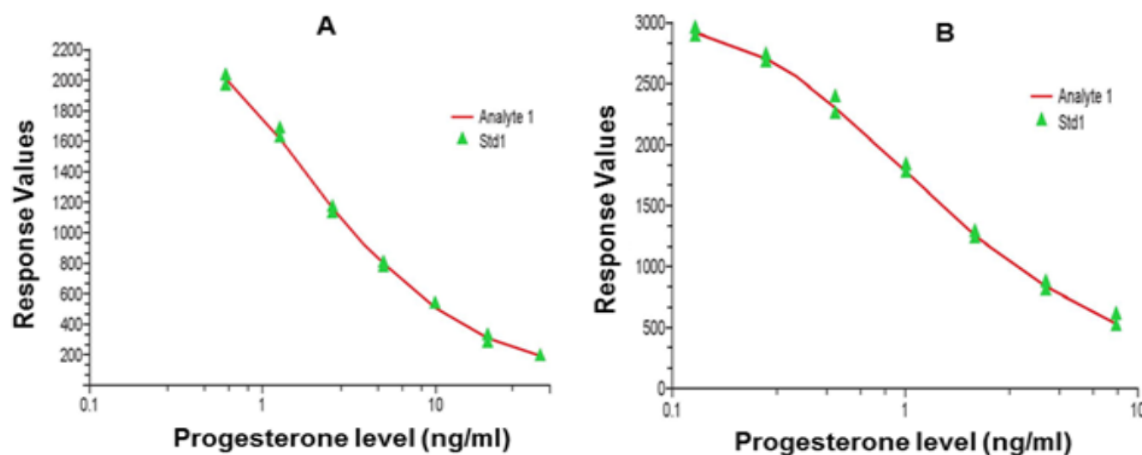 A
2200
2000
1800
1600
1400
1200
1000
800
600
400
200
0.1
1
10
Response Values
Progesterone level (ng/ml)
Analyte 1
Std1
B
3000
2500
2000
1500
1000
500
0
0.1
1
10
Response Values
Progesterone level (ng/ml)
Analyte 1
Std1